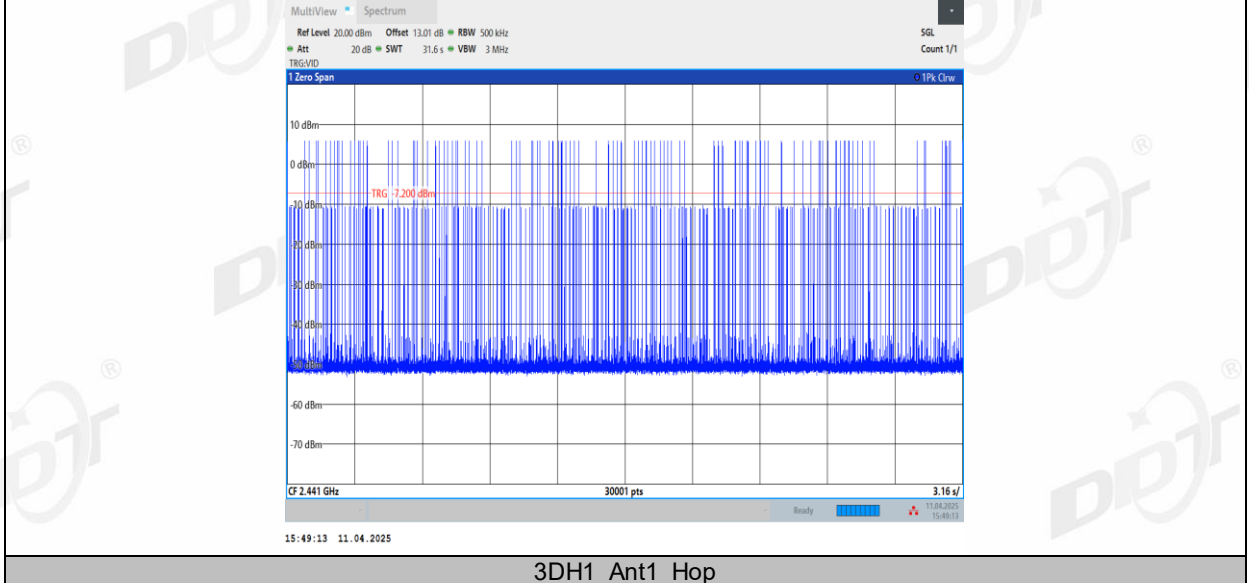 MultiView Spectrum
Ref Level 20.00 dBm Offset 13.01 dB RBW 500 kHz SGL
Att 20 dB SWT 31.6 s VBW 3 MHz Count 1/1
TRG:VID
1 Zero Span 1Pk Clrw
10 dBm
0 dBm
TRG -7.200 dBm
-10 dBm
-20 dBm
-30 dBm
-40 dBm
-50 dBm
-60 dBm
-70 dBm
CF 2.441 GHz 30001 pts 3.16 s/
Ready 11.04.2025
15:49:13
15:49:13 11.04.2025
3DH1_Ant1_Hop
DDT ®